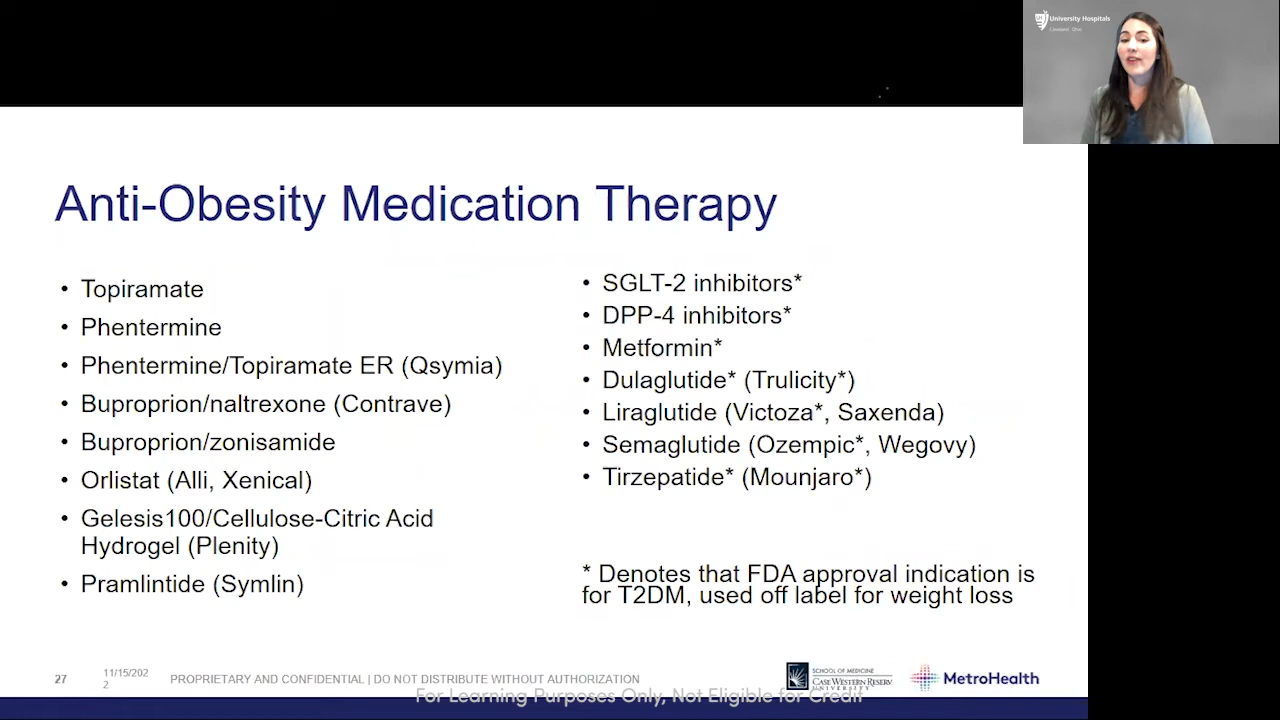 University Hospitals
Cleveland, Ohio
Anti-Obesity Medication Therapy
• Topiramate
• Phentermine
• Phentermine/Topiramate ER (Qsymia)
• Buproprion/naltrexone (Contrave)
• Buproprion/zonisamide
• Orlistat (Alli, Xenical)
• Gelesis100/Cellulose-Citric Acid
Hydrogel (Plenity)
• Pramlintide (Symlin)
• SGLT-2 inhibitors*
• DPP-4 inhibitors*
• Metformin*
• Dulaglutide* (Trulicity*)
• Liraglutide (Victoza*, Saxenda)
• Semaglutide (Ozempic*, Wegovy)
• Tirzepatide* (Mounjaro*)
* Denotes that FDA approval indication is
for T2DM, used off label for weight loss
27
11/15/202
2
PROPRIETARY AND CONFIDENTIAL | DO NOT DISTRIBUTE WITHOUT AUTHORIZATION
SCHOOL OF MEDICINE
CASE WESTERN RESERV
UNIVERSITY
MetroHealth
For Learning Purposes Only, Not Eligible for Credit